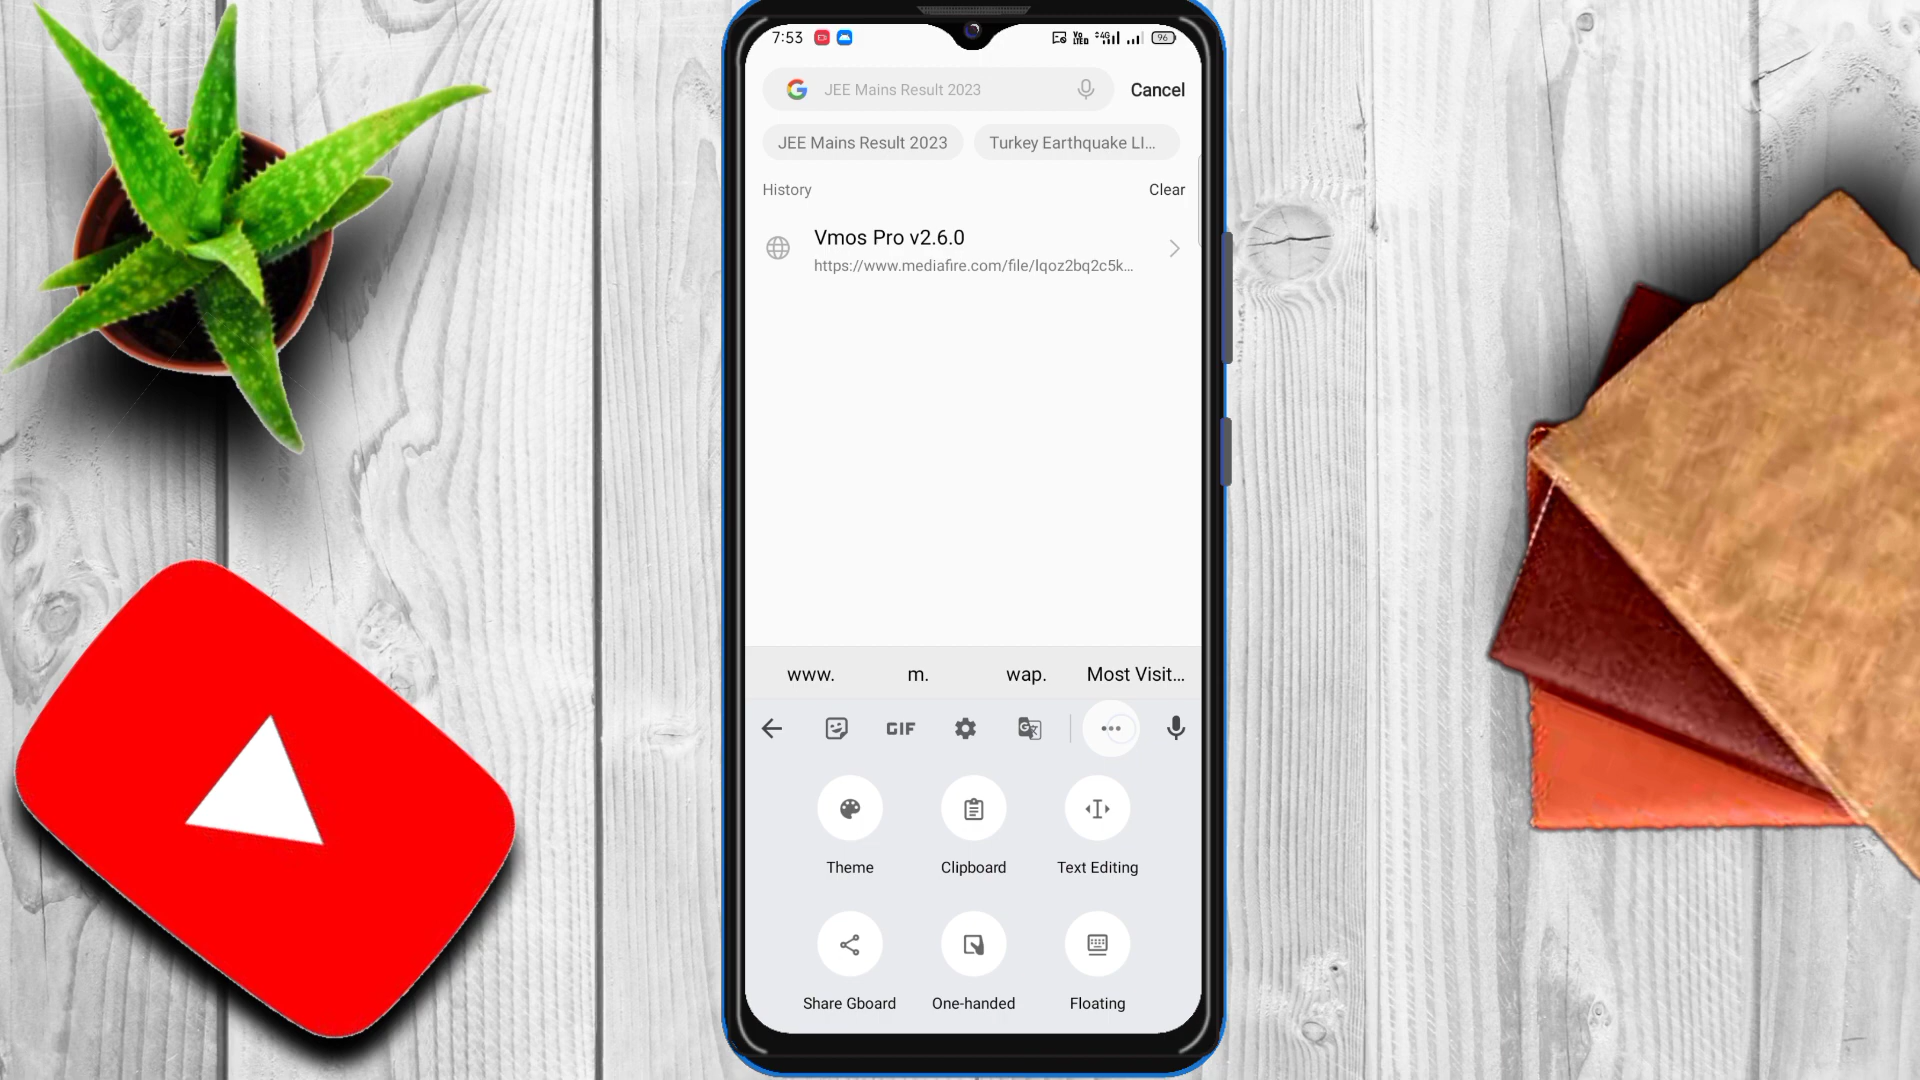 7:53
96
JEE Mains Result 2023
Cancel
JEE Mains Result 2023
Turkey Earthquake LI...
History
Clear
Vmos Pro v2.6.0
https://www.mediafire.com/file/lqoz2bq2c5k...
www.
m.
wap.
Most Visit...
GIF
Theme
Clipboard
Text Editing
Share Gboard
One-handed
Floating